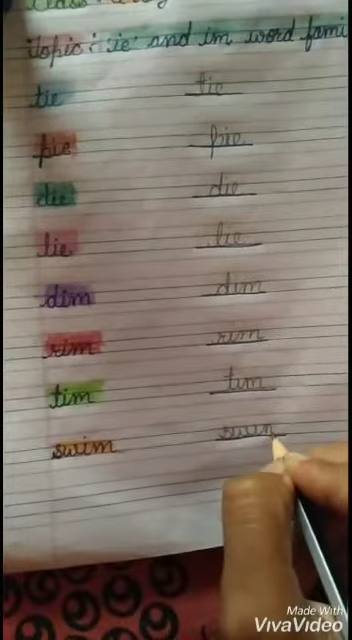 Topic : 'ie' and im word fami
tie tie
pie pie
die die
lie lie
dim dim
rim rim
tim tim
swim swin
Made With
VivaVideo